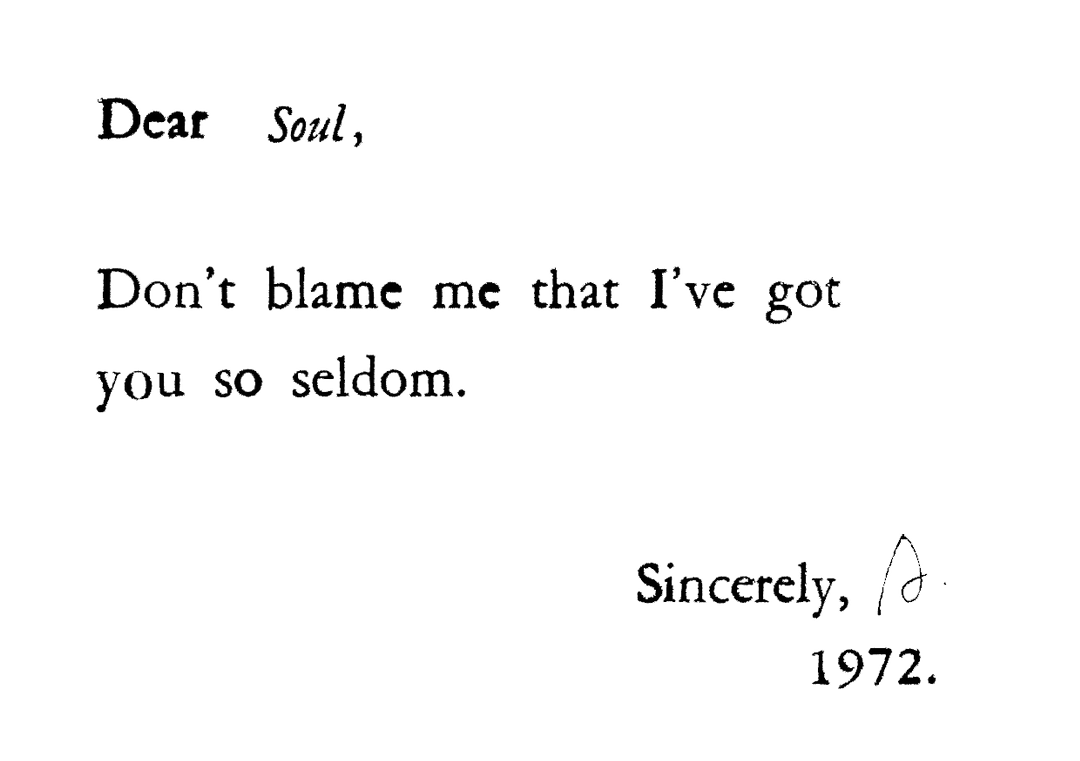 Dear Soul,
Don't blame me that I've got
you so seldom.
Sincerely, A.
1972.